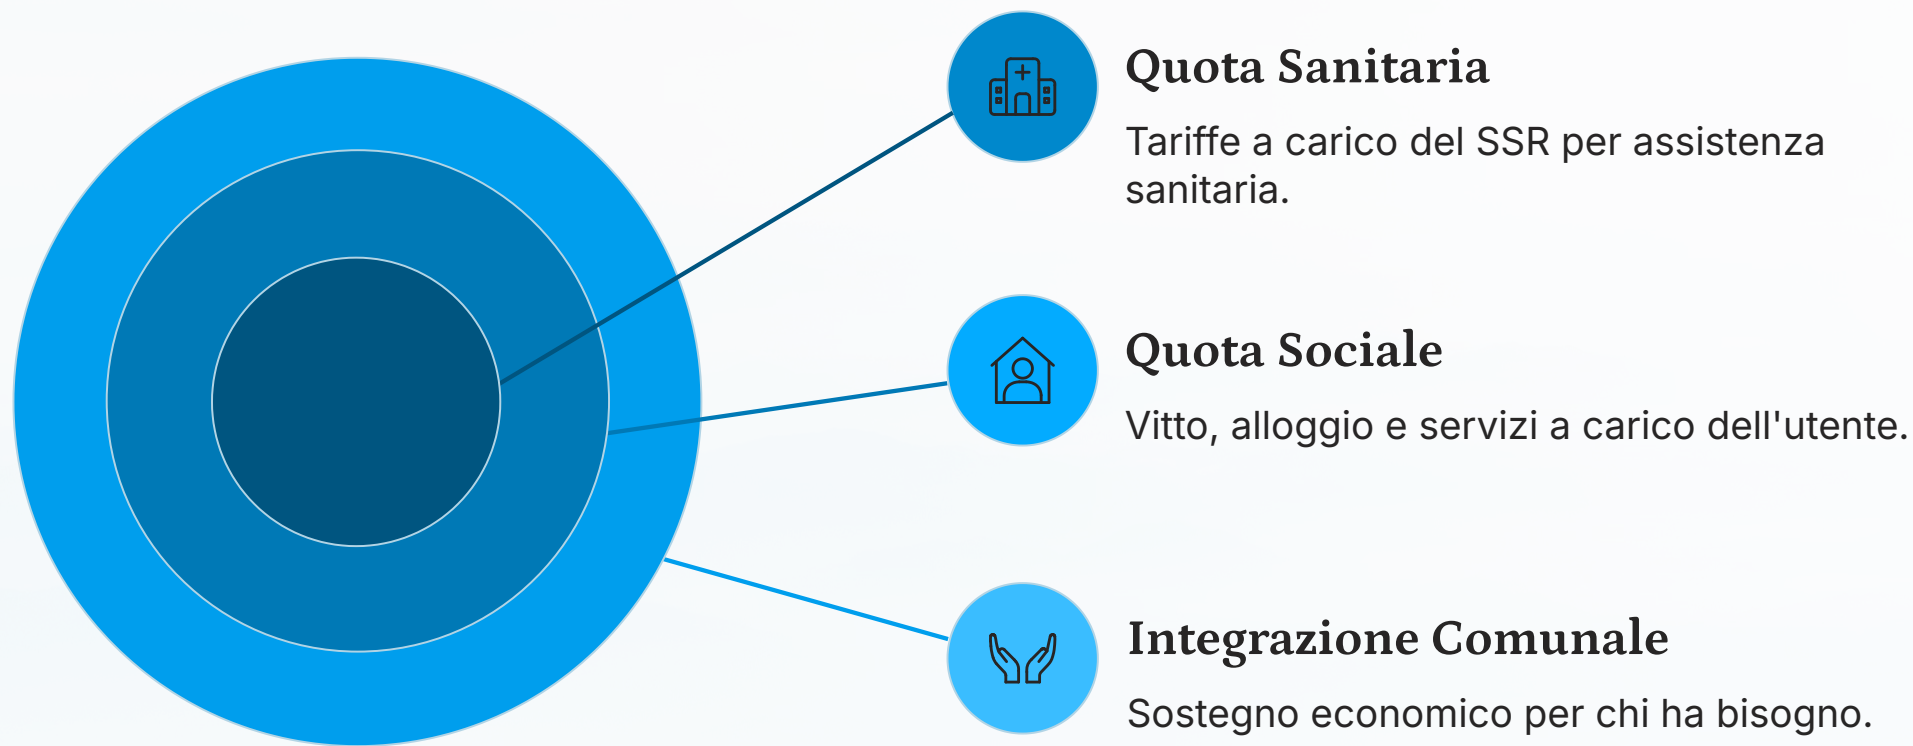 Quota Sanitaria
Tariffe a carico del SSR per assistenza
sanitaria.
Quota Sociale
Vitto, alloggio e servizi a carico dell'utente.
Integrazione Comunale
Sostegno economico per chi ha bisogno.